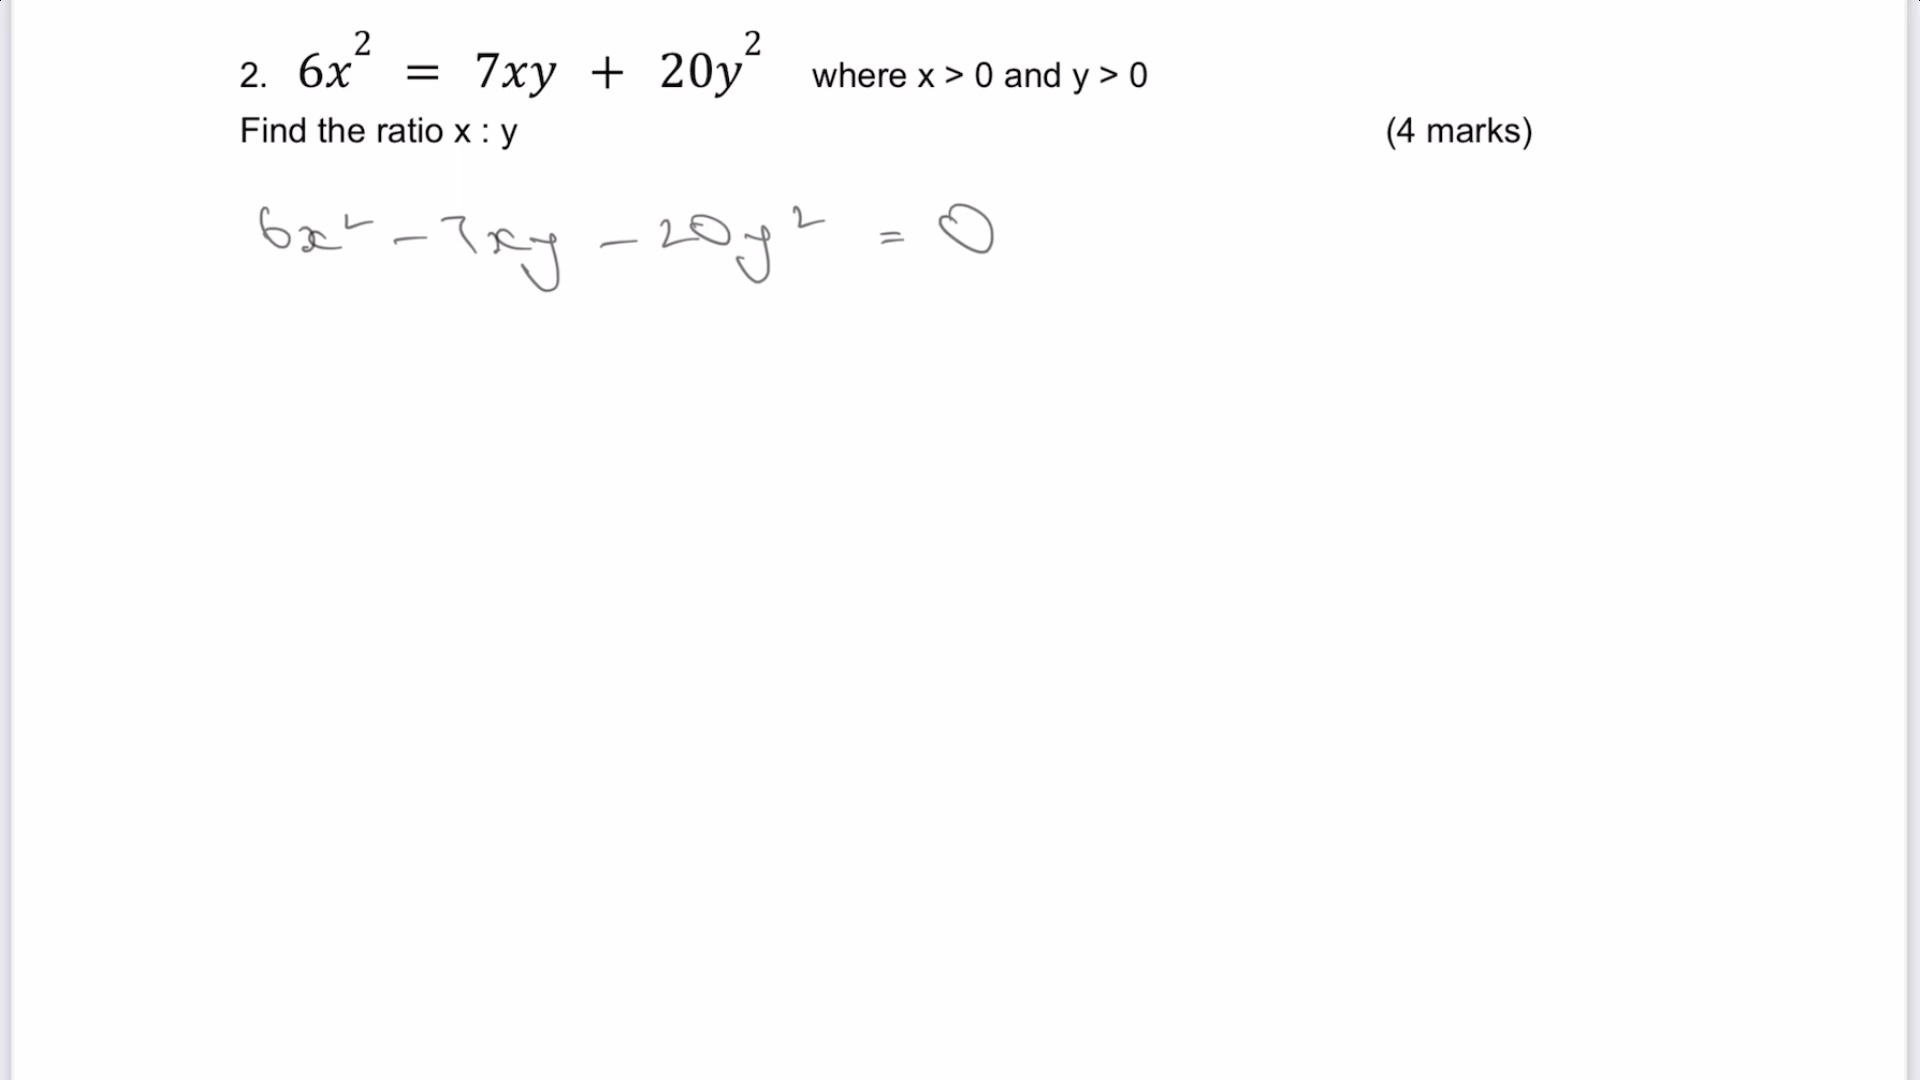 2. 6x² = 7xy + 20y² where x > 0 and y > 0
Find the ratio x : y (4 marks)
6x² - 7xy - 20y² = 0